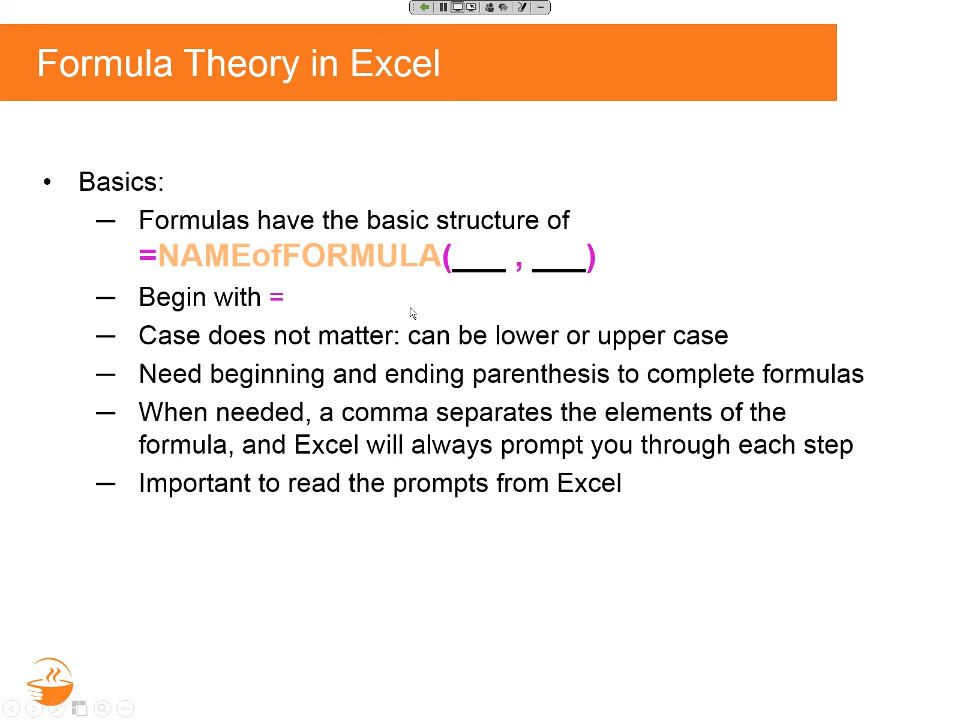 Formula Theory in Excel
• Basics:
— Formulas have the basic structure of
=NAMEofFORMULA(___ , ___)
— Begin with =
— Case does not matter: can be lower or upper case
— Need beginning and ending parenthesis to complete formulas
— When needed, a comma separates the elements of the
formula, and Excel will always prompt you through each step
— Important to read the prompts from Excel